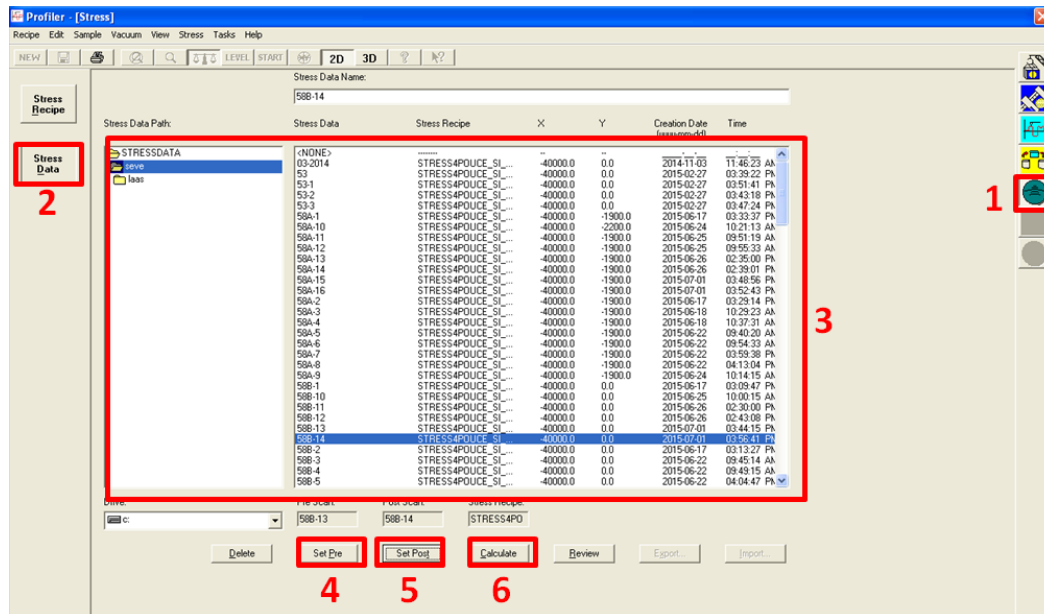 Profiler - [Stress]
Recipe Edit Sample Vacuum View Stress Tasks Help
NEW LEVEL START 2D 3D
Stress Data Name:
58B-14
Stress Recipe
Stress Data Path: Stress Data Stress Recipe X Y Creation Date (yyyy-mm-dd) Time
STRESSDATA <NONE> -------- -- -- __-_-_ __:_:_
seve 03-2014 STRESS4POUCE_SI_... -40000.0 0.0 2014-11-03 11:46:23 AM
laas 53 STRESS4POUCE_SI_... -40000.0 0.0 2015-02-27 03:39:22 PM
53-1 STRESS4POUCE_SI_... -40000.0 0.0 2015-02-27 03:51:41 PM
53-2 STRESS4POUCE_SI_... -40000.0 0.0 2015-02-27 03:43:18 PM
53-3 STRESS4POUCE_SI_... -40000.0 0.0 2015-02-27 03:47:24 PM
58A-1 STRESS4POUCE_SI_... -40000.0 -1900.0 2015-06-17 03:33:37 PM
58A-10 STRESS4POUCE_SI_... -40000.0 -2200.0 2015-06-24 10:21:13 AM
58A-11 STRESS4POUCE_SI_... -40000.0 -1900.0 2015-06-25 09:51:19 AM
58A-12 STRESS4POUCE_SI_... -40000.0 -1900.0 2015-06-25 09:55:33 AM
58A-13 STRESS4POUCE_SI_... -40000.0 -1900.0 2015-06-26 02:35:00 PM
58A-14 STRESS4POUCE_SI_... -40000.0 -1900.0 2015-06-26 02:39:01 PM
58A-15 STRESS4POUCE_SI_... -40000.0 -1900.0 2015-07-01 03:48:56 PM
58A-16 STRESS4POUCE_SI_... -40000.0 -1900.0 2015-07-01 03:52:43 PM
58A-2 STRESS4POUCE_SI_... -40000.0 -1900.0 2015-06-17 03:29:14 PM
58A-3 STRESS4POUCE_SI_... -40000.0 -1900.0 2015-06-18 10:29:23 AM
58A-4 STRESS4POUCE_SI_... -40000.0 -1900.0 2015-06-18 10:37:31 AM
58A-5 STRESS4POUCE_SI_... -40000.0 -1900.0 2015-06-22 09:40:20 AM
58A-6 STRESS4POUCE_SI_... -40000.0 -1900.0 2015-06-22 09:54:33 AM
58A-7 STRESS4POUCE_SI_... -40000.0 -1900.0 2015-06-22 03:59:38 PM
58A-8 STRESS4POUCE_SI_... -40000.0 -1900.0 2015-06-22 04:13:04 PM
58A-9 STRESS4POUCE_SI_... -40000.0 -1900.0 2015-06-24 10:14:15 AM
58B-1 STRESS4POUCE_SI_... -40000.0 0.0 2015-06-17 03:09:47 PM
58B-10 STRESS4POUCE_SI_... -40000.0 0.0 2015-06-25 10:00:15 AM
58B-11 STRESS4POUCE_SI_... -40000.0 0.0 2015-06-26 02:30:00 PM
58B-12 STRESS4POUCE_SI_... -40000.0 0.0 2015-06-26 02:43:08 PM
58B-13 STRESS4POUCE_SI_... -40000.0 0.0 2015-07-01 03:44:15 PM
58B-14 STRESS4POUCE_SI_... -40000.0 0.0 2015-07-01 03:56:41 PM
58B-2 STRESS4POUCE_SI_... -40000.0 0.0 2015-06-17 03:13:27 PM
58B-3 STRESS4POUCE_SI_... -40000.0 0.0 2015-06-22 09:45:14 AM
58B-4 STRESS4POUCE_SI_... -40000.0 0.0 2015-06-22 09:49:15 AM
58B-5 STRESS4POUCE_SI_... -40000.0 0.0 2015-06-22 04:04:47 PM
Stress Data
1
2
3
Drive: Pre Scan: Post Scan: Stress Recipe:
c: 58B-13 58B-14 STRESS4PO
Delete Set Pre Set Post Calculate Review Export... Import...
4 5 6